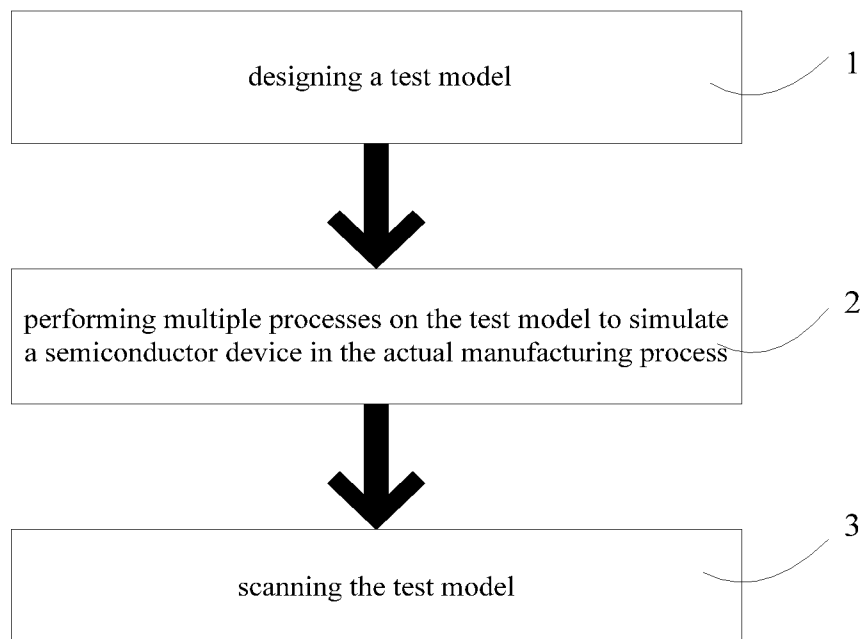 designing a test model
1
performing multiple processes on the test model to simulate
a semiconductor device in the actual manufacturing process
2
scanning the test model
3